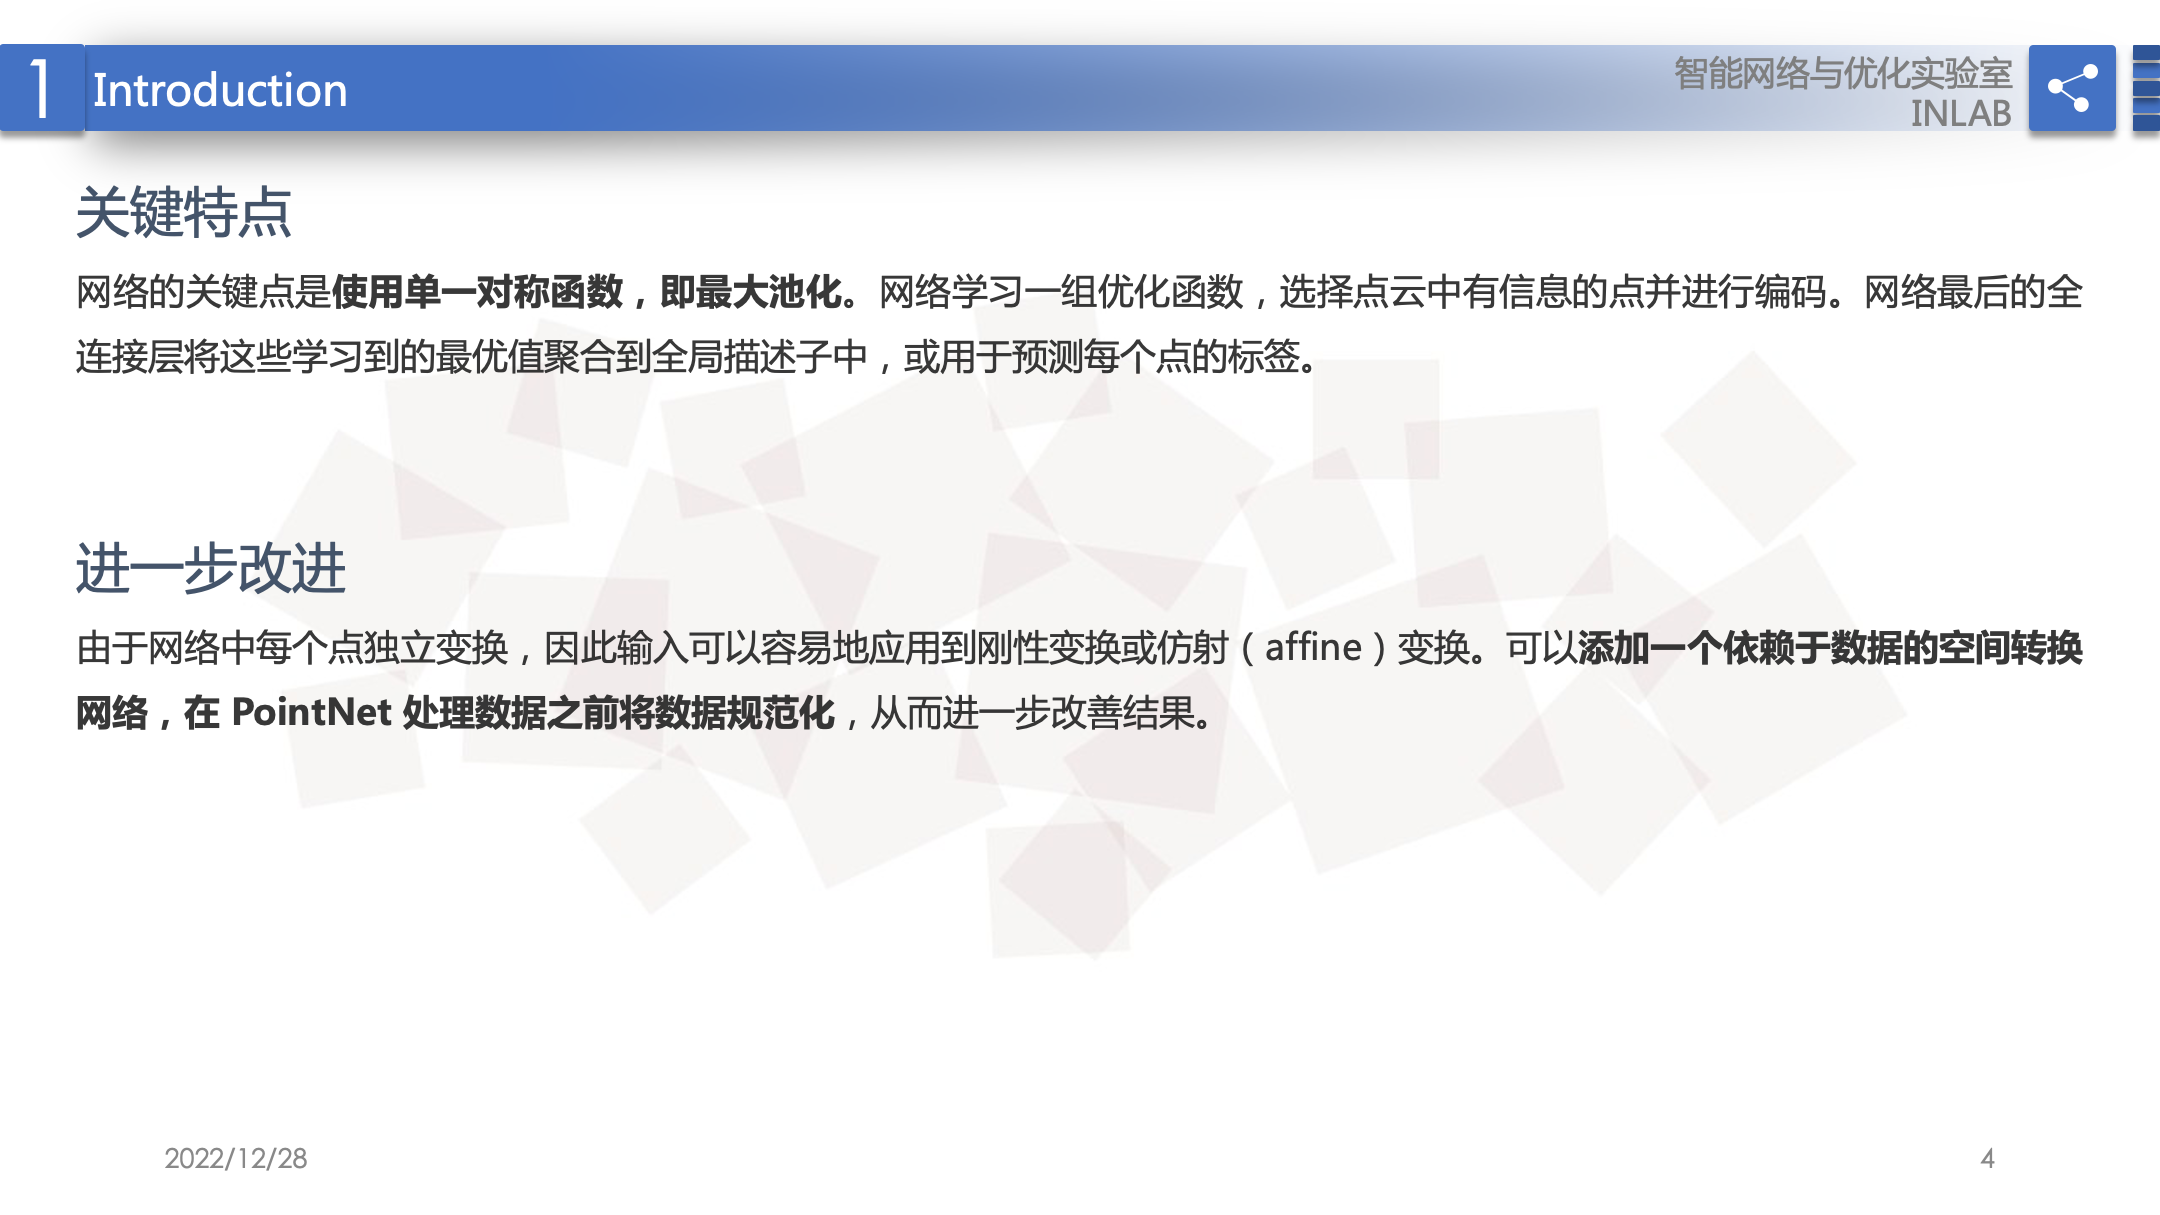 1 Introduction
智能网络与优化实验室
INLAB
关键特点
网络的关键点是使用单一对称函数，即最大池化。网络学习一组优化函数，选择点云中有信息的点并进行编码。网络最后的全
连接层将这些学习到的最优值聚合到全局描述子中，或用于预测每个点的标签。
进一步改进
由于网络中每个点独立变换，因此输入可以容易地应用到刚性变换或仿射（affine）变换。可以添加一个依赖于数据的空间转换
网络，在 PointNet 处理数据之前将数据规范化，从而进一步改善结果。
2022/12/28
4